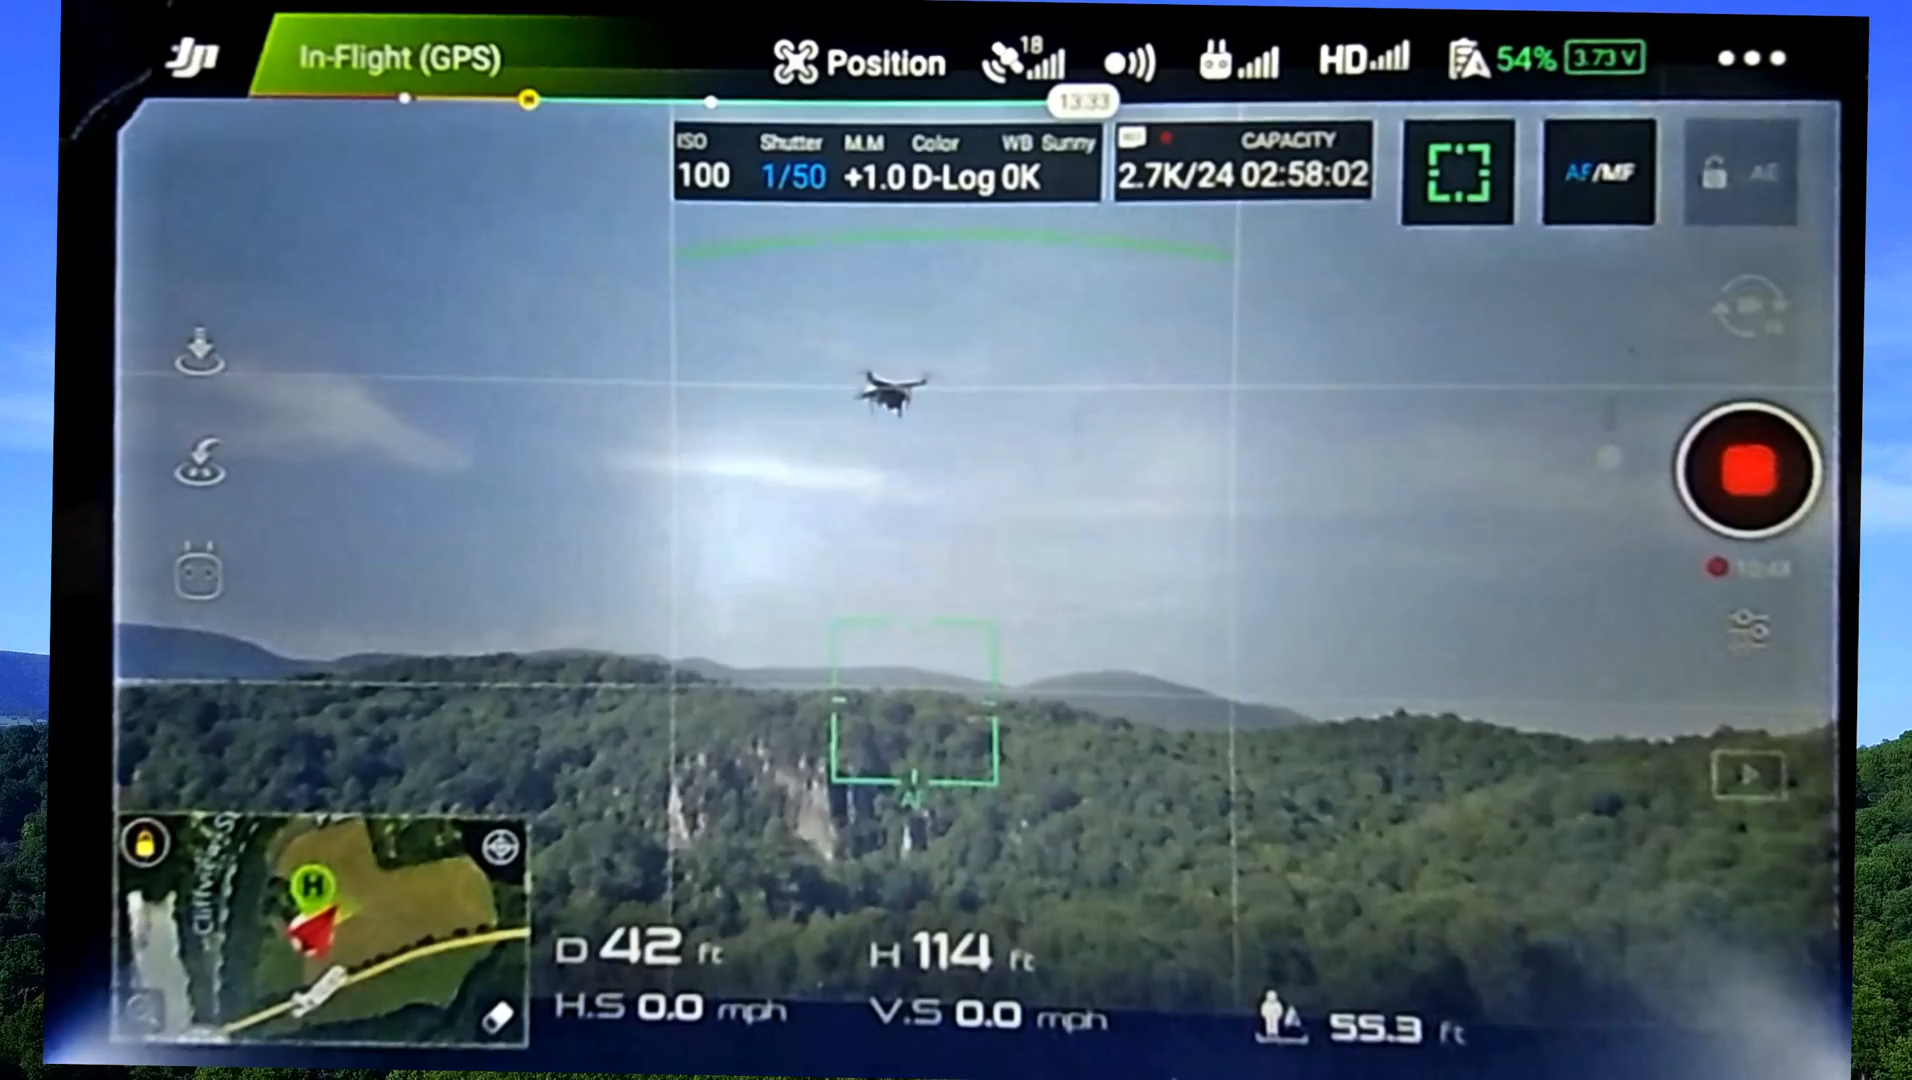 dji In-Flight (GPS) Position 18 HD 54% 3.73 V
H 13:33
ISO Shutter M.M Color WB Sunny CAPACITY
100 1/50 +1.0 D-Log 0K 2.7K/24 02:58:02 AF/MF AE
H
D 42 ft H 114 ft
H.S 0.0 mph V.S 0.0 mph 55.3 ft